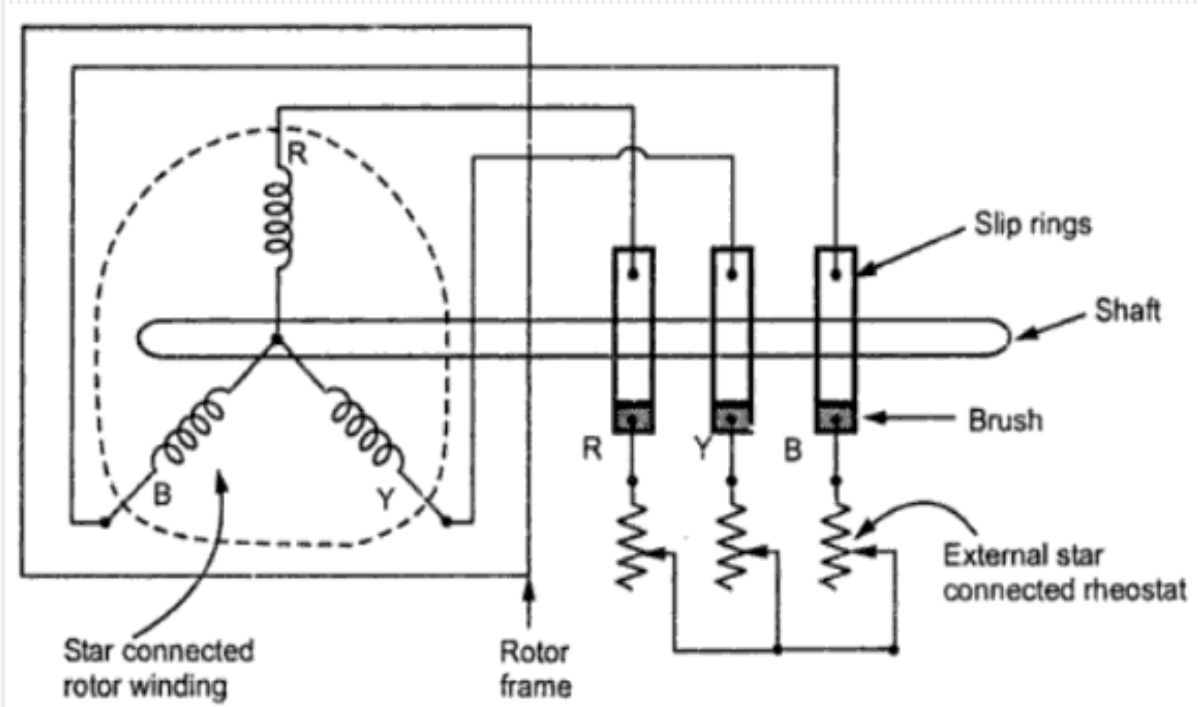 R
Slip rings
Shaft
Brush
R
Y
B
B
Y
External star
connected rheostat
Star connected
rotor winding
Rotor
frame